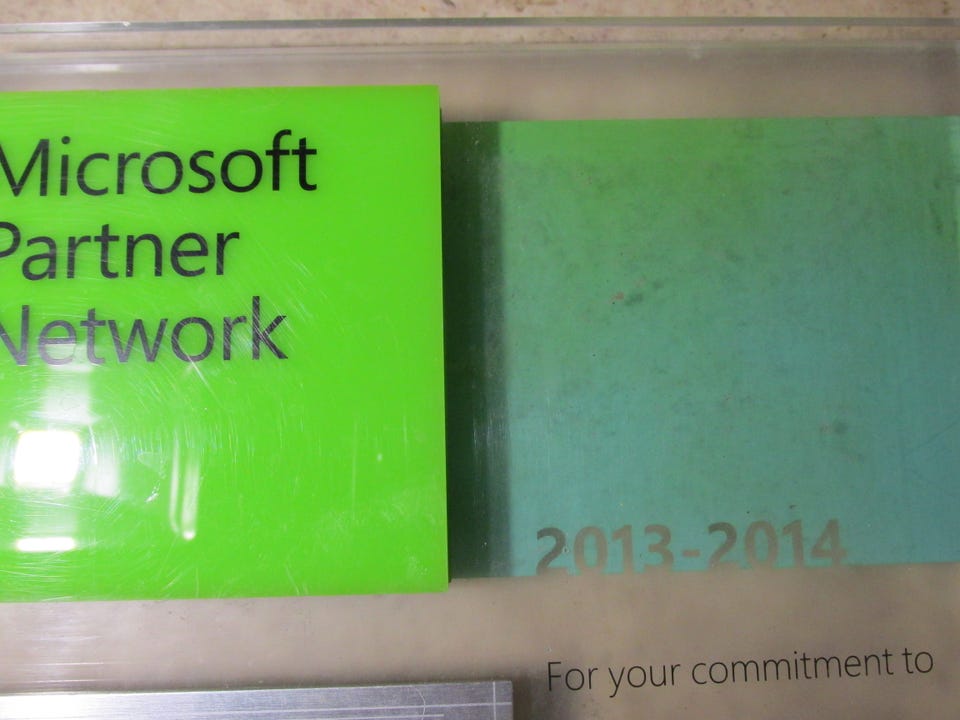 Microsoft
Partner
Network
2013-2014
For your commitment to